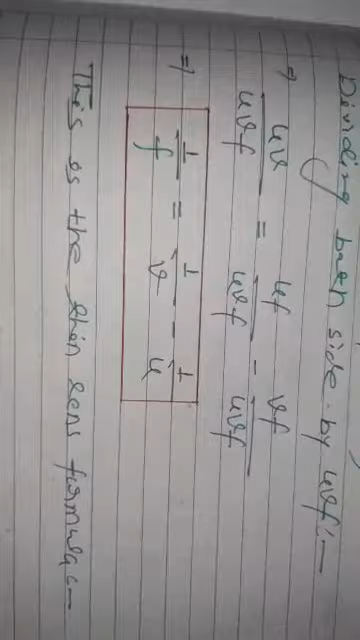 Dividing both side by uvf:—
⇒ uv/uvf = uf/uvf - vf/uvf
⇒ 1/f = 1/v - 1/u
This is the thin lens formula:—